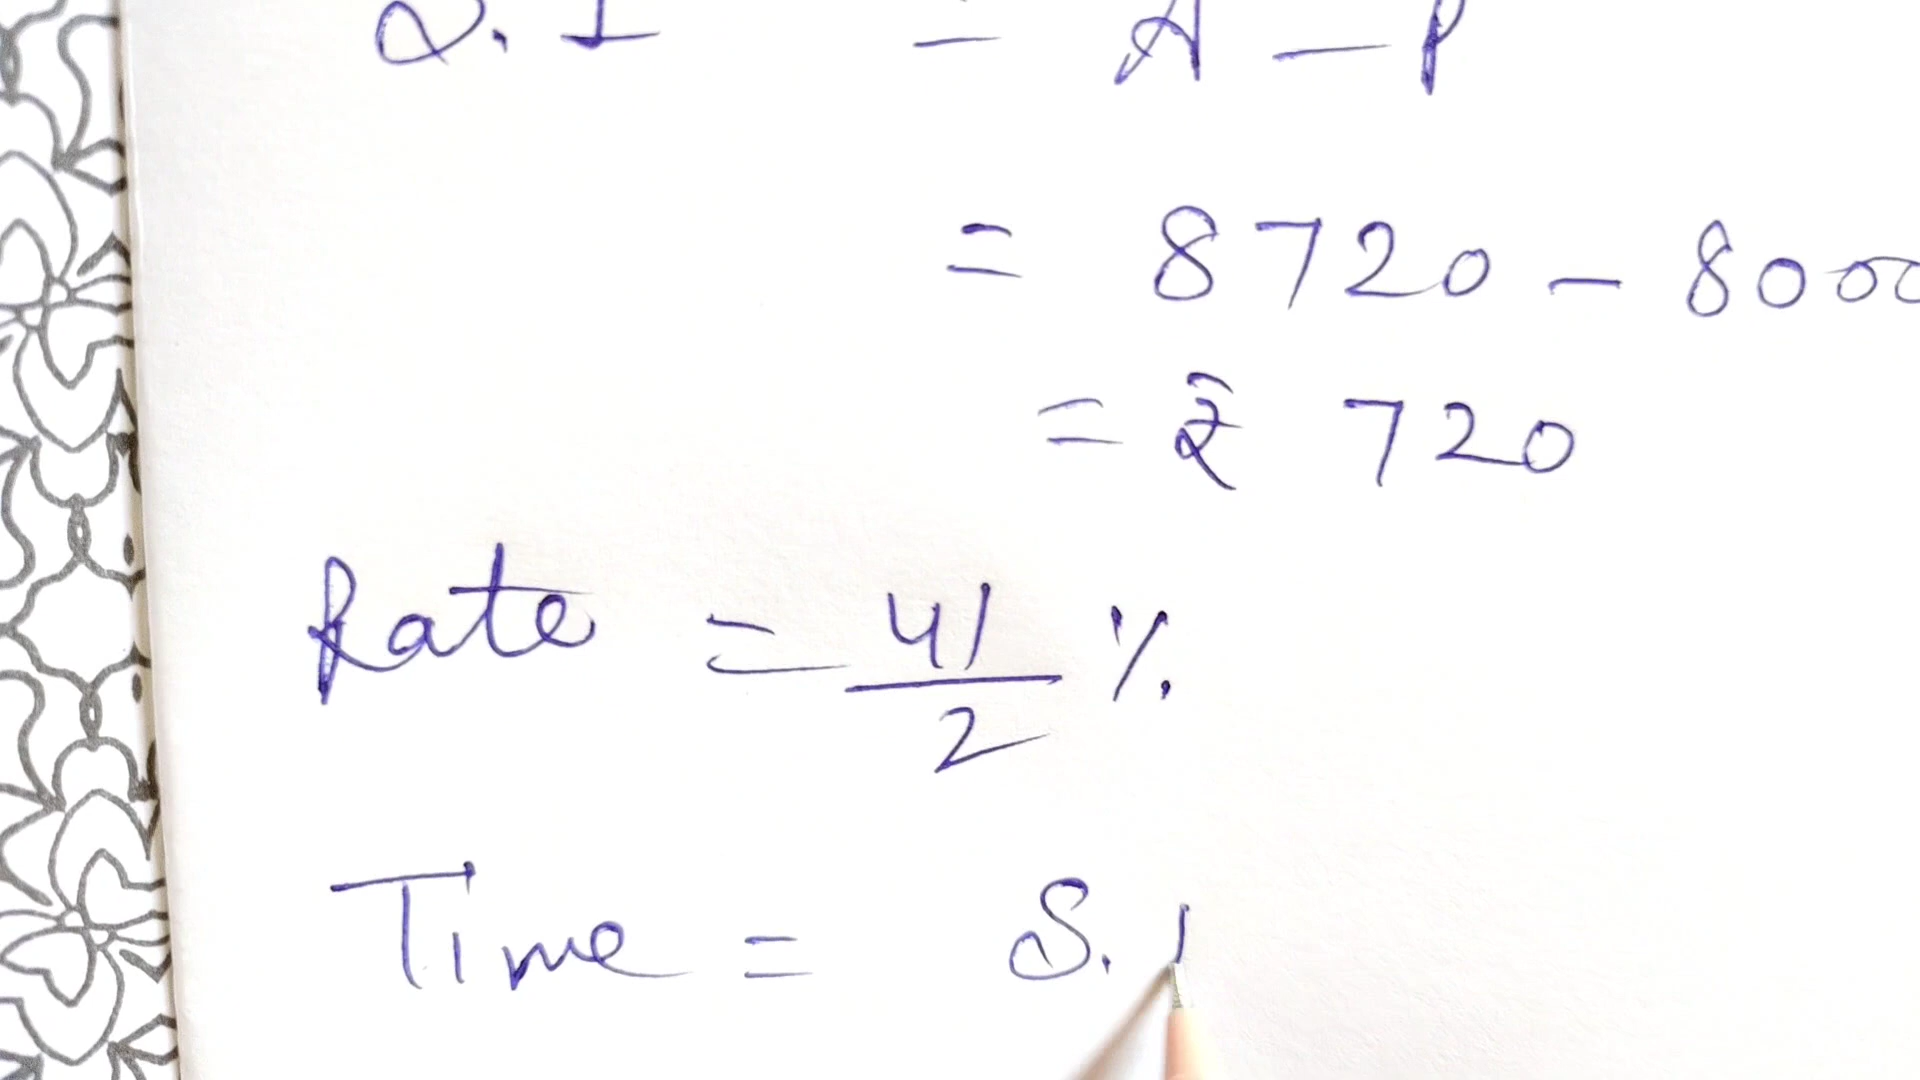 S.I = A - P
= 8720 - 8000
= ₹ 720
Rate = 41/2 %
Time = S.I